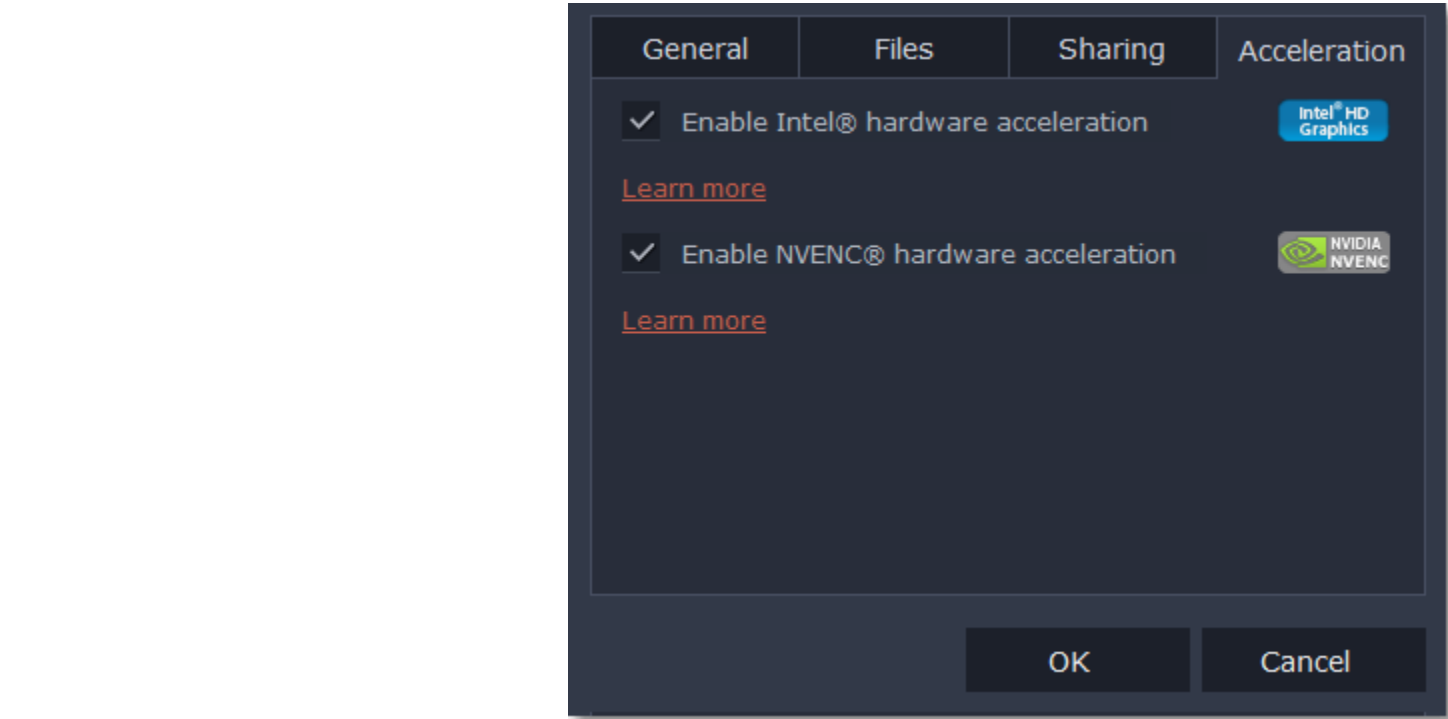 General Files Sharing Acceleration
Enable Intel® hardware acceleration
Intel® HD
Graphics
Learn more
Enable NVENC® hardware acceleration
NVIDIA
NVENC
Learn more
OK Cancel